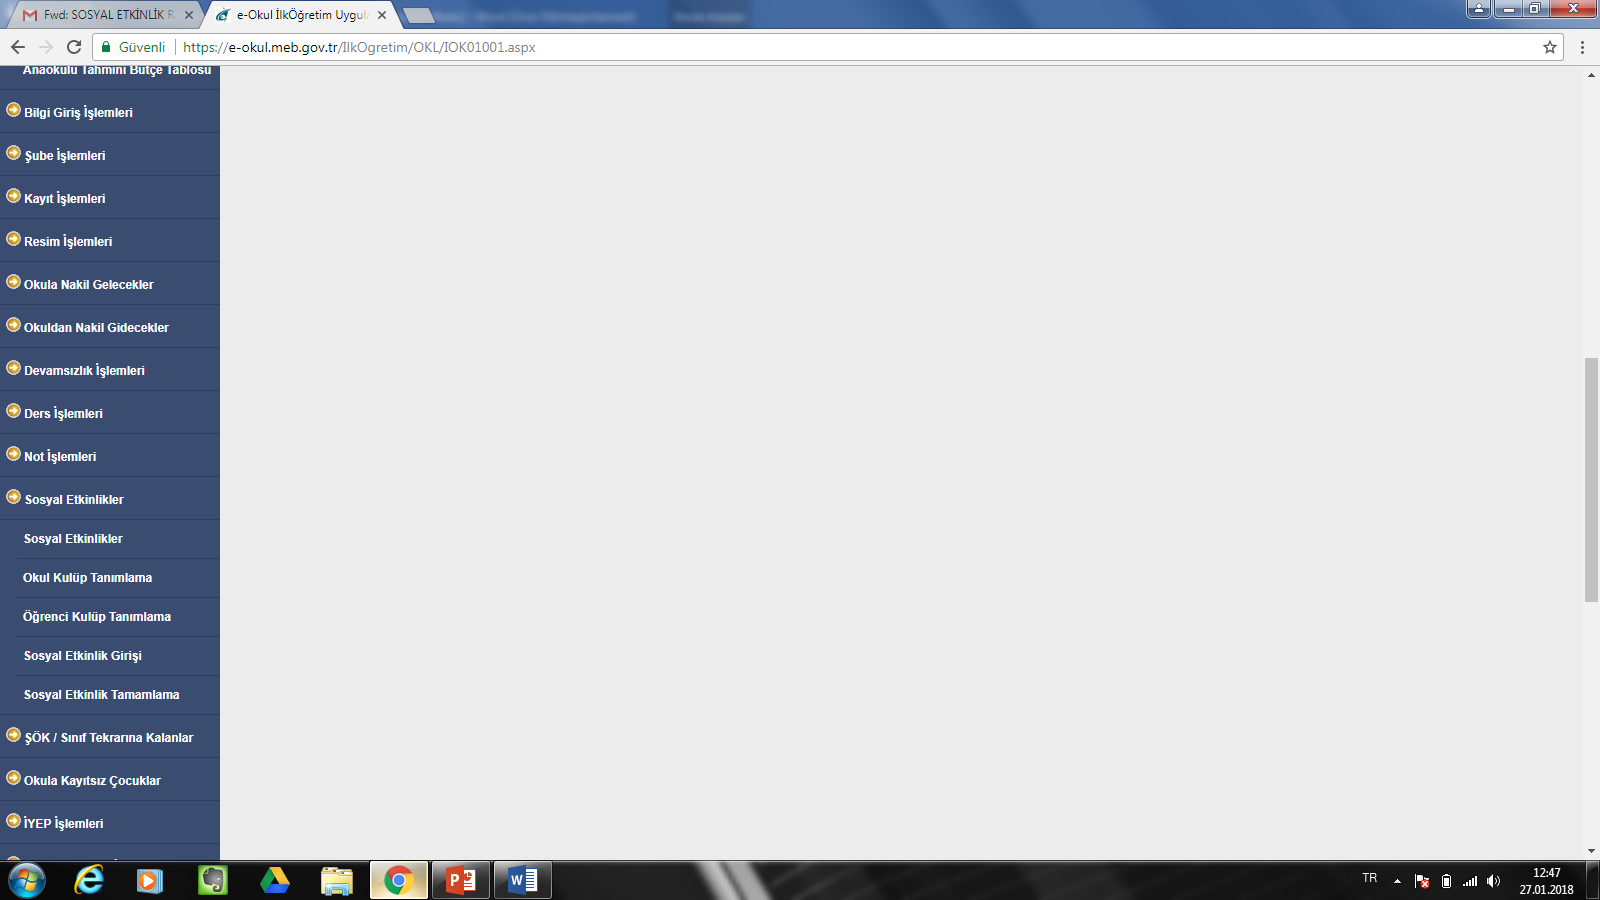 Fwd: SOSYAL ETKİNLİK R
e-Okul İlkÖğretim Uygula
Güvenli
https://e-okul.meb.gov.tr/IlkOgretim/OKL/IOK01001.aspx
Anaokulu Tahmini Bütçe Tablosu
Bilgi Giriş İşlemleri
Şube İşlemleri
Kayıt İşlemleri
Resim İşlemleri
Okula Nakil Gelecekler
Okuldan Nakil Gidecekler
Devamsızlık İşlemleri
Ders İşlemleri
Not İşlemleri
Sosyal Etkinlikler
Sosyal Etkinlikler
Okul Kulüp Tanımlama
Öğrenci Kulüp Tanımlama
Sosyal Etkinlik Girişi
Sosyal Etkinlik Tamamlama
ŞÖK / Sınıf Tekrarına Kalanlar
Okula Kayıtsız Çocuklar
İYEP İşlemleri
TR
12:47
27.01.2018